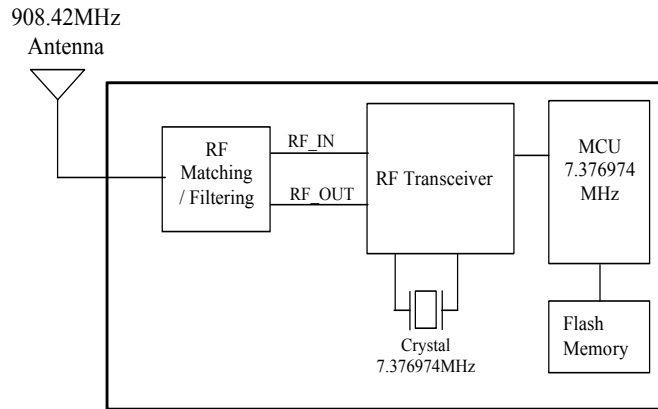 908.42MHz
Antenna
RF
Matching
/ Filtering
RF_IN
RF_OUT
RF Transceiver
MCU
7.376974
MHz
Crystal
7.376974MHz
Flash
Memory